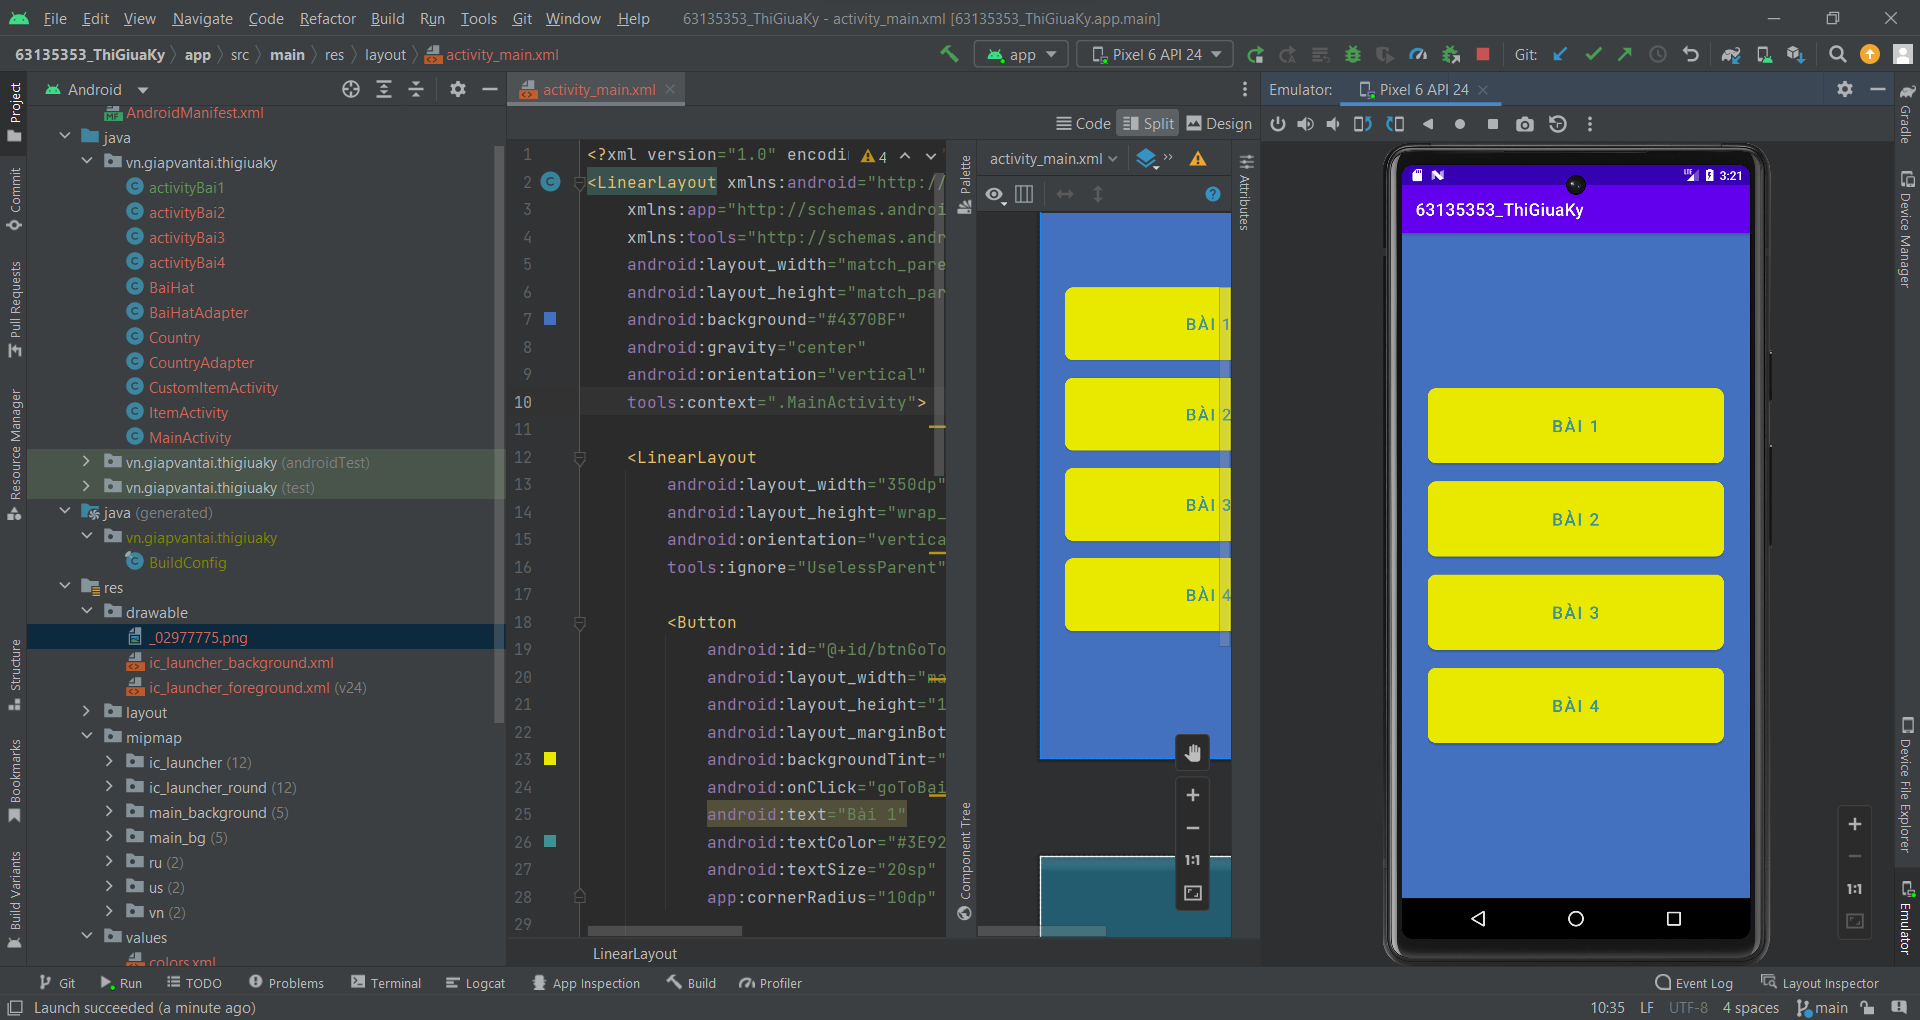 File Edit View Navigate Code Refactor Build Run Tools Git Window Help 63135353_ThiGiuaKy - activity_main.xml [63135353_ThiGiuaKy.app.main]
63135353_ThiGiuaKy app src main res layout activity_main.xml app Pixel 6 API 24 Git:
Project
Commit
Pull Requests
Resource Manager
Structure
Bookmarks
Build Variants
Android
AndroidManifest.xml
java
vn.giapvantai.thigiuaky
activityBai1
activityBai2
activityBai3
activityBai4
BaiHat
BaiHatAdapter
Country
CountryAdapter
CustomItemActivity
ItemActivity
MainActivity
vn.giapvantai.thigiuaky (androidTest)
vn.giapvantai.thigiuaky (test)
java (generated)
vn.giapvantai.thigiuaky
BuildConfig
res
drawable
_02977775.png
ic_launcher_background.xml
ic_launcher_foreground.xml (v24)
layout
mipmap
ic_launcher (12)
ic_launcher_round (12)
main_background (5)
main_bg (5)
ru (2)
us (2)
vn (2)
values
colors.xml
activity_main.xml
Code Split Design
4
1 <?xml version="1.0" encodi
2 <LinearLayout xmlns:android="http:/
3 xmlns:app="http://schemas.androi
4 xmlns:tools="http://schemas.andr
5 android:layout_width="match_pare
6 android:layout_height="match_par
7 android:background="#4370BF"
8 android:gravity="center"
9 android:orientation="vertical"
10 tools:context=".MainActivity">
11
12 <LinearLayout
13 android:layout_width="350dp"
14 android:layout_height="wrap_
15 android:orientation="vertica
16 tools:ignore="UselessParent"
17
18 <Button
19 android:id="@+id/btnGoTo
20 android:layout_width="ma
21 android:layout_height="1
22 android:layout_marginBot
23 android:backgroundTint="
24 android:onClick="goToBai
25 android:text="Bài 1"
26 android:textColor="#3E92
27 android:textSize="20sp"
28 app:cornerRadius="10dp"
29
LinearLayout
Palette
Component Tree
activity_main.xml
?
BÀI 1
BÀI 2
BÀI 3
BÀI 4
1:1
Attributes
Emulator: Pixel 6 API 24
LTE 3:21
63135353_ThiGiuaKy
BÀI 1
BÀI 2
BÀI 3
BÀI 4
1:1
Gradle
Device Manager
Device File Explorer
Emulator
Git Run TODO Problems Terminal Logcat App Inspection Build Profiler Event Log Layout Inspector
Launch succeeded (a minute ago) 10:35 LF UTF-8 4 spaces main